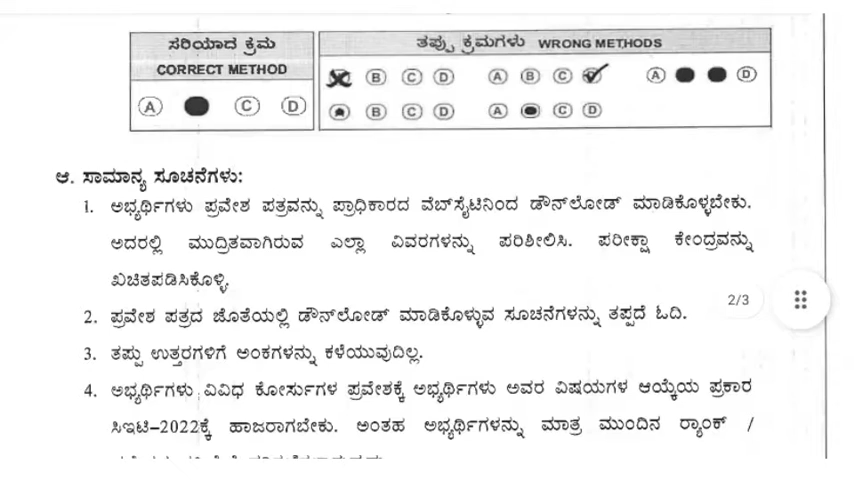 ಸರಿಯಾದ ಕ್ರಮ
CORRECT METHOD
A C D
ತಪ್ಪು ಕ್ರಮಗಳು WRONG METHODS
B C D A B C A D
B C D A C D
ಆ. ಸಾಮಾನ್ಯ ಸೂಚನೆಗಳು:
1. ಅಭ್ಯರ್ಥಿಗಳು ಪ್ರವೇಶ ಪತ್ರವನ್ನು ಪ್ರಾಧಿಕಾರದ ವೆಬ್‌ಸೈಟಿನಿಂದ ಡೌನ್‌ಲೋಡ್ ಮಾಡಿಕೊಳ್ಳಬೇಕು.
ಅದರಲ್ಲಿ ಮುದ್ರಿತವಾಗಿರುವ ಎಲ್ಲಾ ವಿವರಗಳನ್ನು ಪರಿಶೀಲಿಸಿ. ಪರೀಕ್ಷಾ ಕೇಂದ್ರವನ್ನು
ಖಚಿತಪಡಿಸಿಕೊಳ್ಳಿ.
2. ಪ್ರವೇಶ ಪತ್ರದ ಜೊತೆಯಲ್ಲಿ ಡೌನ್‌ಲೋಡ್ ಮಾಡಿಕೊಳ್ಳುವ ಸೂಚನೆಗಳನ್ನು ತಪ್ಪದೆ ಓದಿ.
2/3
3. ತಪ್ಪು ಉತ್ತರಗಳಿಗೆ ಅಂಕಗಳನ್ನು ಕಳೆಯುವುದಿಲ್ಲ.
4. ಅಭ್ಯರ್ಥಿಗಳು ವಿವಿಧ ಕೋರ್ಸುಗಳ ಪ್ರವೇಶಕ್ಕೆ ಅಭ್ಯರ್ಥಿಗಳು ಅವರ ವಿಷಯಗಳ ಆಯ್ಕೆಯ ಪ್ರಕಾರ
ಸಿಇಟಿ-2022ಕ್ಕೆ ಹಾಜರಾಗಬೇಕು. ಅಂತಹ ಅಭ್ಯರ್ಥಿಗಳನ್ನು ಮಾತ್ರ ಮುಂದಿನ ರ‍್ಯಾಂಕ್ /